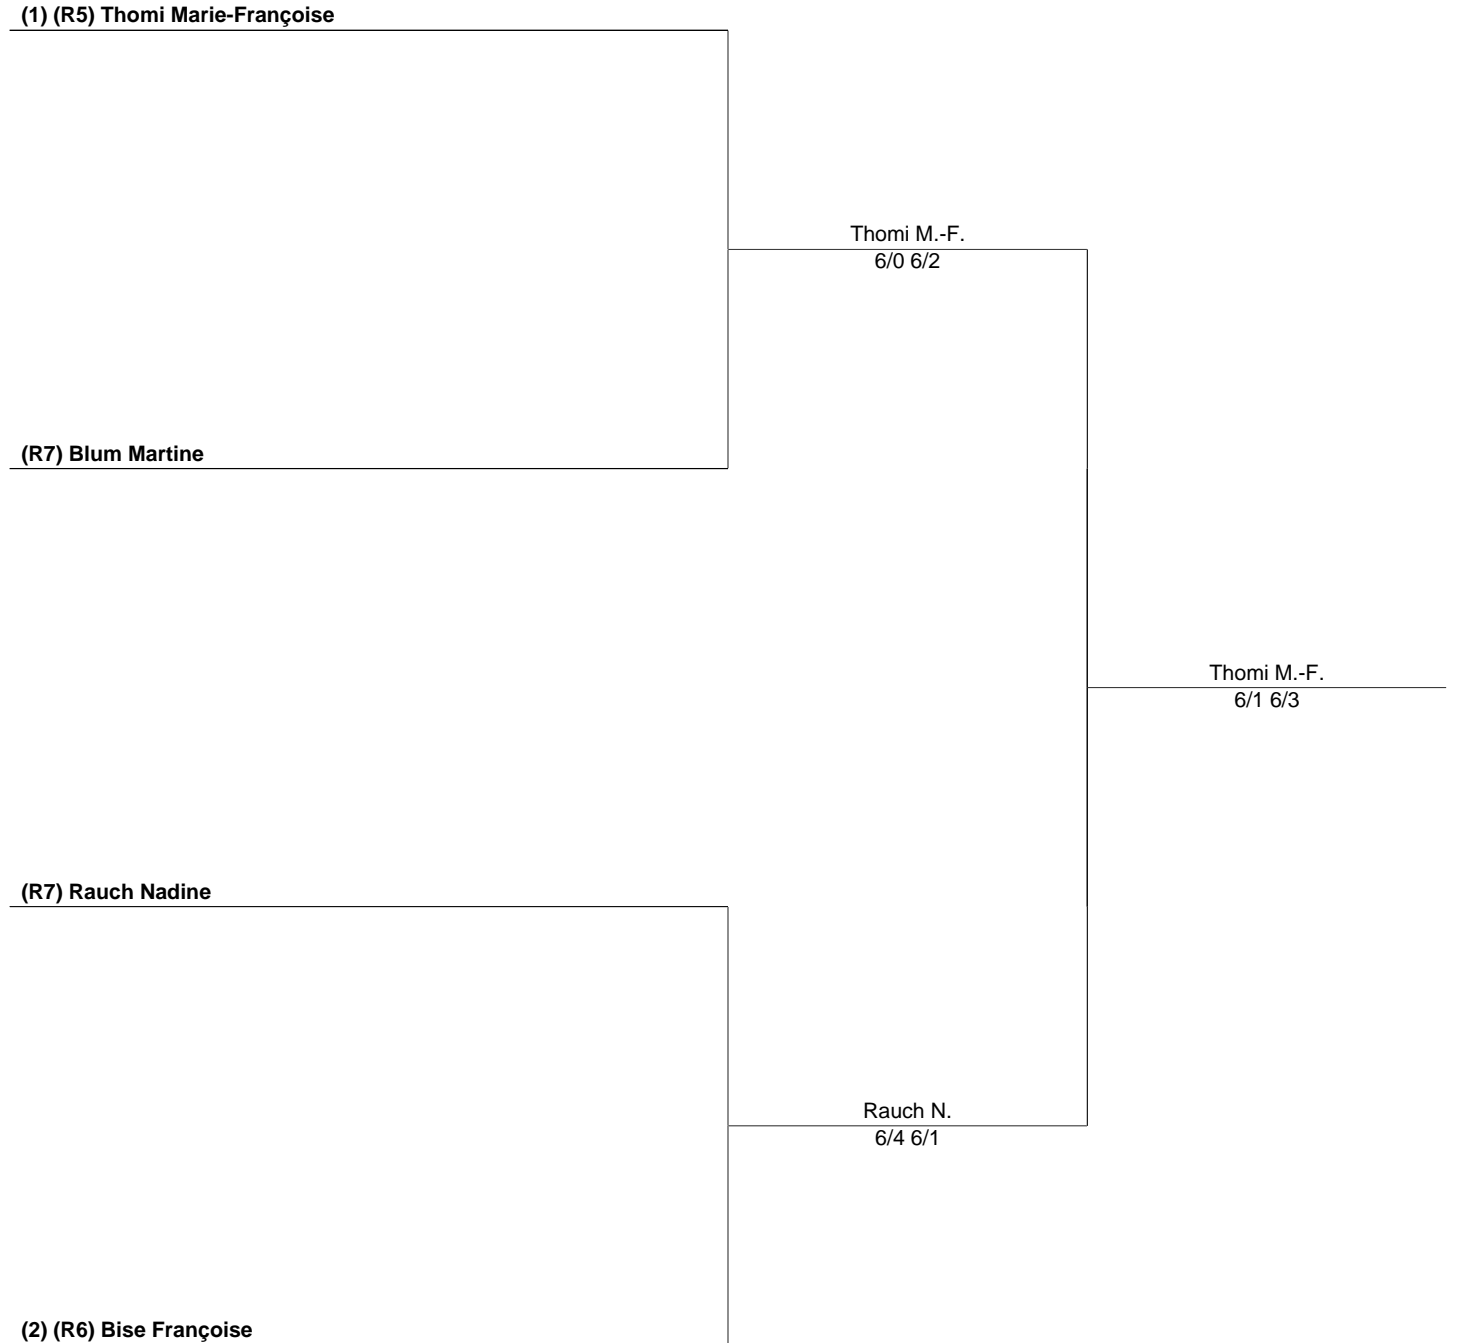 (1) (R5) Thomi Marie-Françoise
Thomi M.-F.
6/0 6/2
(R7) Blum Martine
Thomi M.-F.
6/1 6/3
(R7) Rauch Nadine
Rauch N.
6/4 6/1
(2) (R6) Bise Françoise